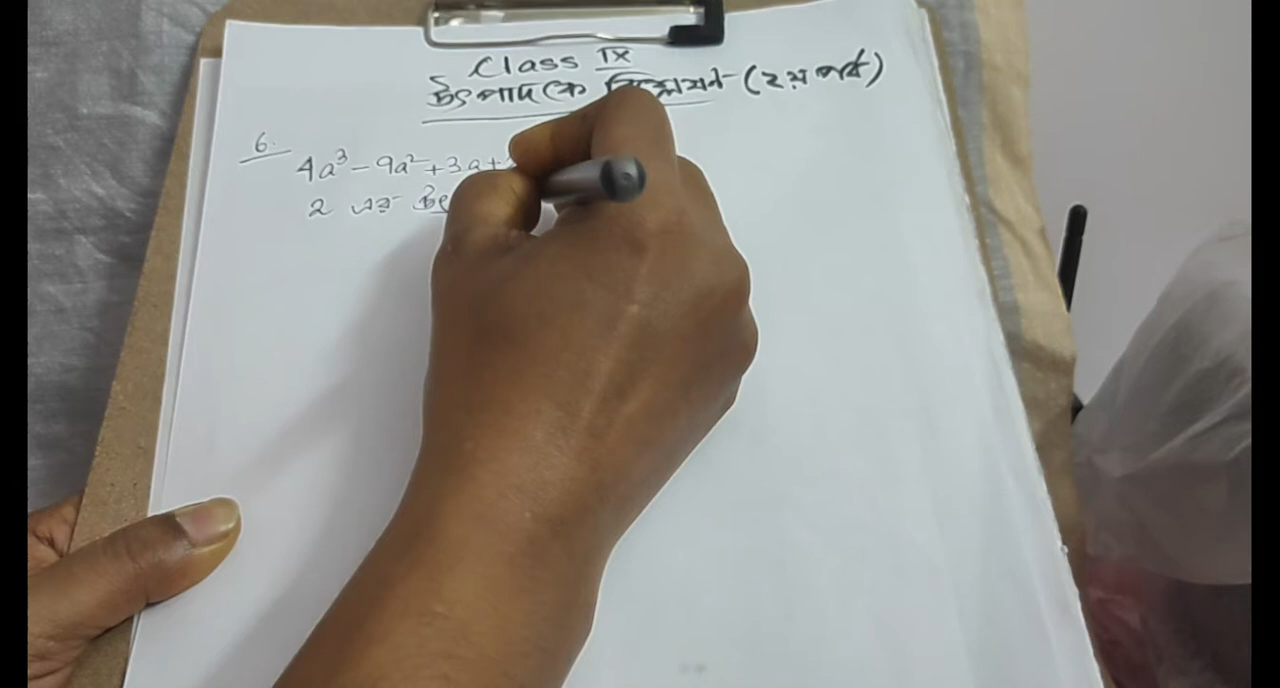 Class IX
উৎপাদকে বিশ্লেষণ (২য় পর্ব)
6.
4a³ - 9a² + 3a +
2 এর